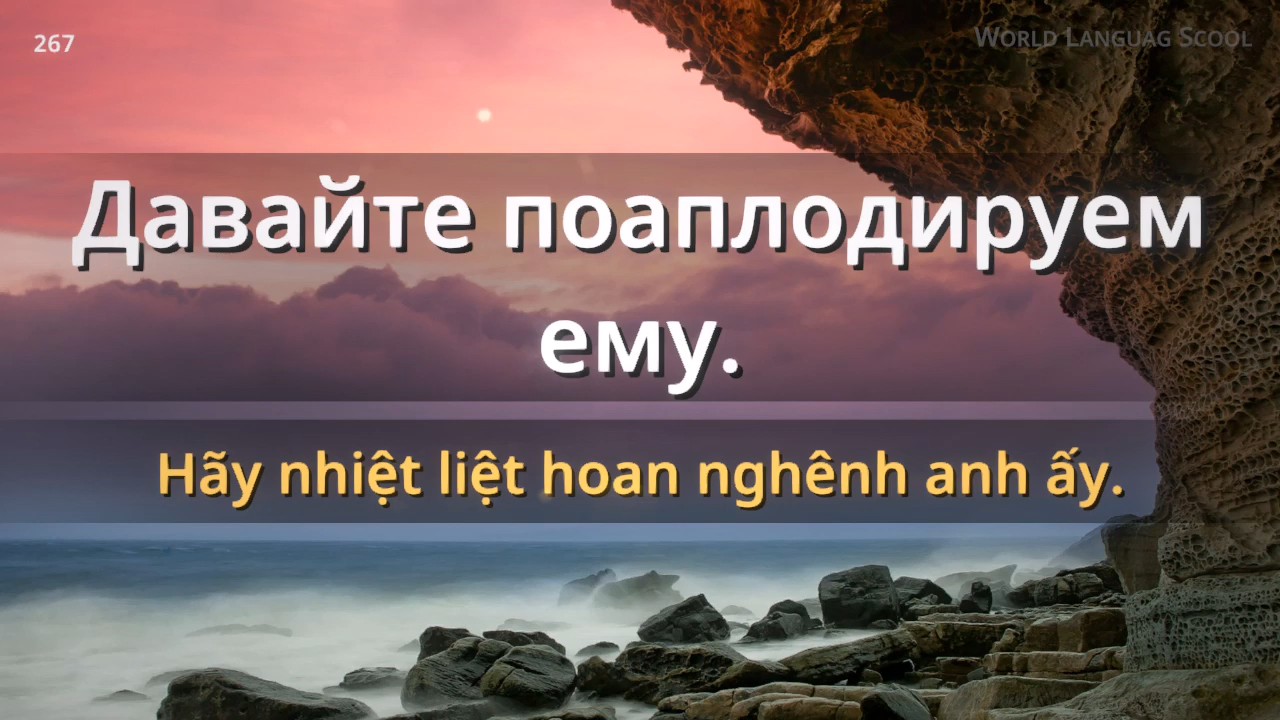 267
World Languag Scool
Давайте поаплодируем
ему.
Hãy nhiệt liệt hoan nghênh anh ấy.